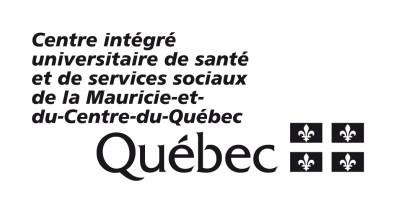 Centre intégré
universitaire de santé
et de services sociaux
de la Mauricie-et-
du-Centre-du-Québec
Québec